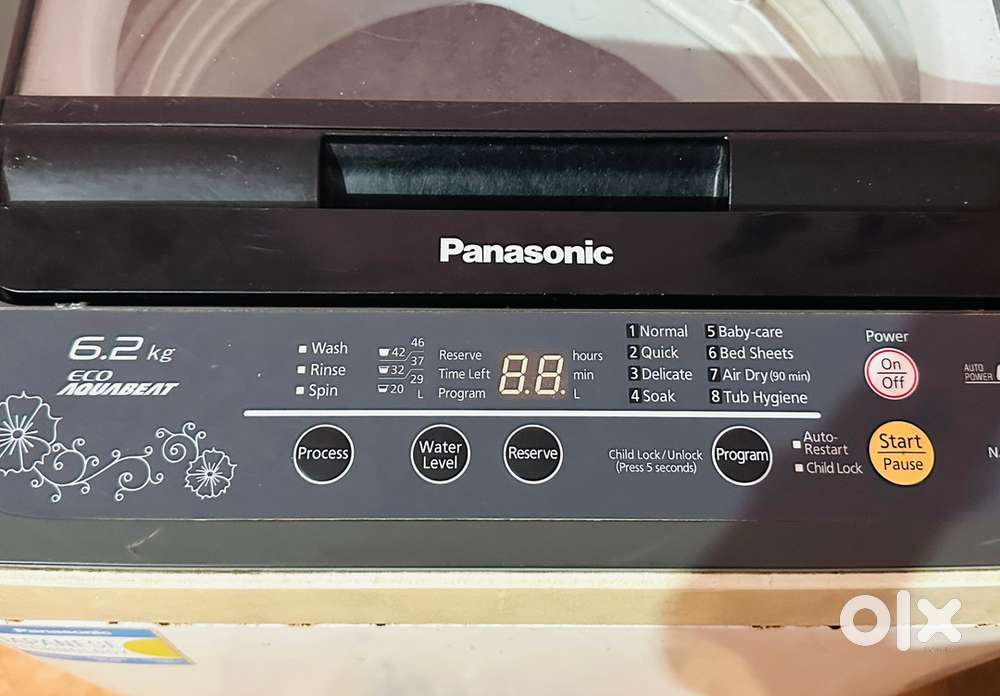 Panasonic
6.2 kg
ECO
AQUABEAT
Wash
Rinse
Spin
46
42
37
32
29
20
L
Reserve
Time Left
Program
8.8.
hours
min
L
1 Normal
2 Quick
3 Delicate
4 Soak
5 Baby-care
6 Bed Sheets
7 Air Dry (90 min)
8 Tub Hygiene
Power
On
Off
AUTO
POWER
Process
Water
Level
Reserve
Child Lock/Unlock
(Press 5 seconds)
Program
Auto-
Restart
Child Lock
Start
Pause
Panasonic
olx